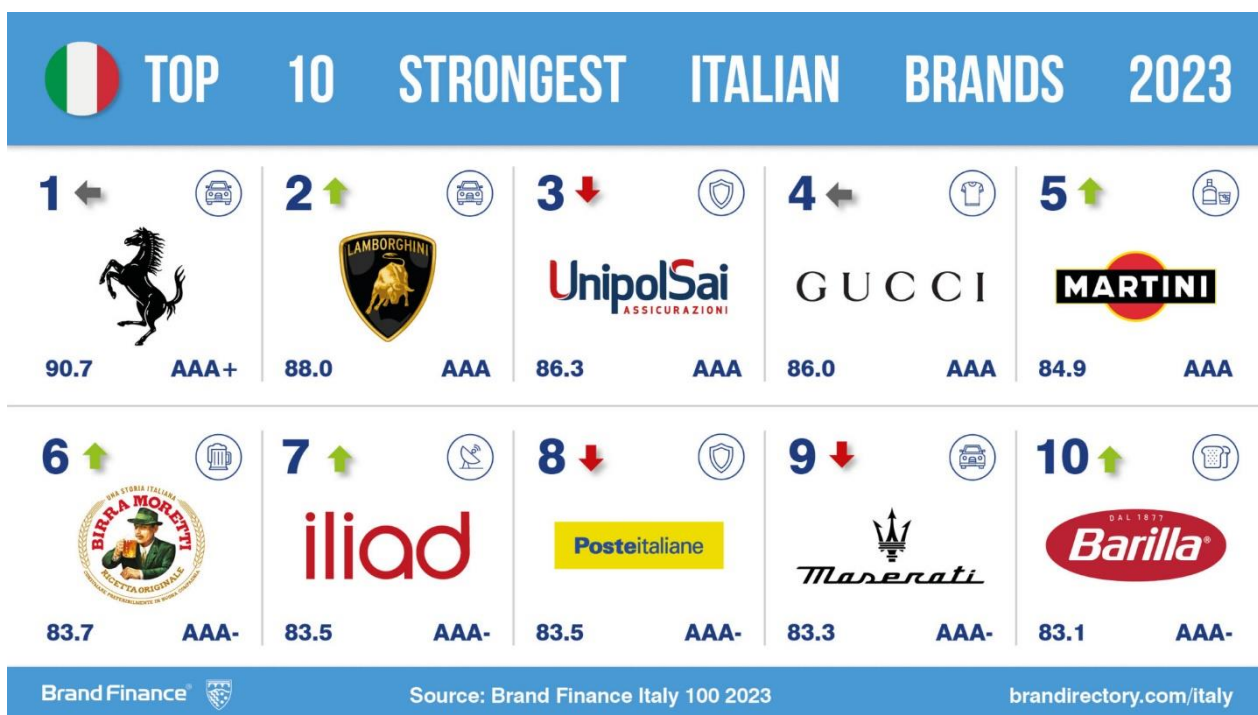 TOP 10 STRONGEST ITALIAN BRANDS 2023
1
2
3
4
5
LAMBORGHINI
UnipolSai
ASSICURAZIONI
GUCCI
MARTINI
90.7 AAA+
88.0 AAA
86.3 AAA
86.0 AAA
84.9 AAA
6
7
8
9
10
UNA STORIA ITALIANA
BIRRA MORETTI
RICETTA ORIGINALE
iliad
Posteitaliane
Maserati
DAL 1877
Barilla®
83.7 AAA-
83.5 AAA-
83.5 AAA-
83.3 AAA-
83.1 AAA-
Brand Finance®
Source: Brand Finance Italy 100 2023
brandirectory.com/italy